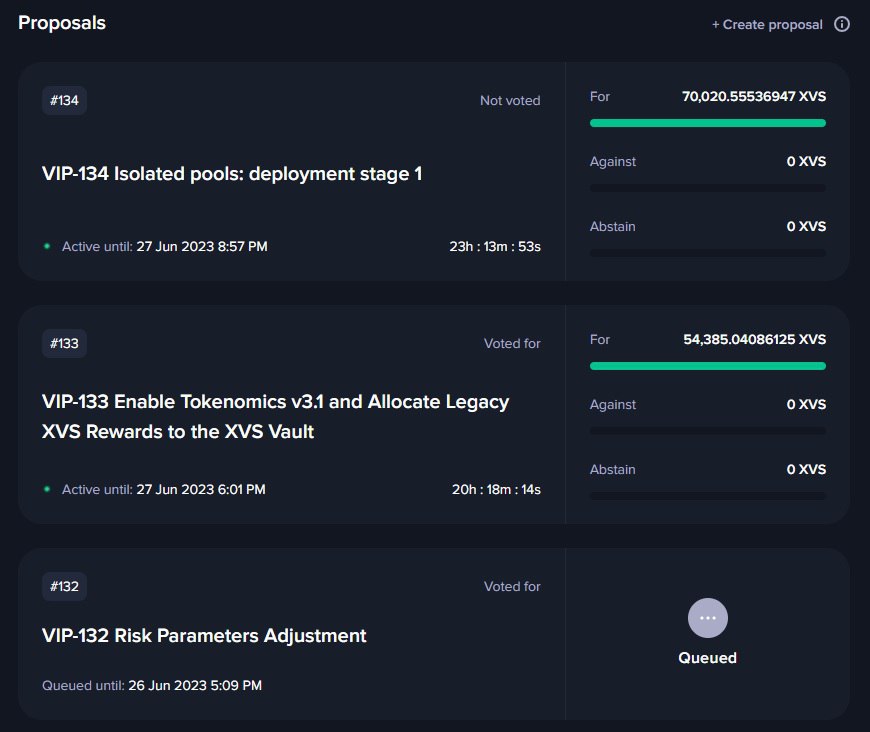 Proposals
+ Create proposal
#134
Not voted
VIP-134 Isolated pools: deployment stage 1
Active until: 27 Jun 2023 8:57 PM
23h : 13m : 53s
For
70,020.55536947 XVS
Against
0 XVS
Abstain
0 XVS
#133
Voted for
VIP-133 Enable Tokenomics v3.1 and Allocate Legacy
XVS Rewards to the XVS Vault
Active until: 27 Jun 2023 6:01 PM
20h : 18m : 14s
For
54,385.04086125 XVS
Against
0 XVS
Abstain
0 XVS
#132
Voted for
VIP-132 Risk Parameters Adjustment
Queued until: 26 Jun 2023 5:09 PM
Queued